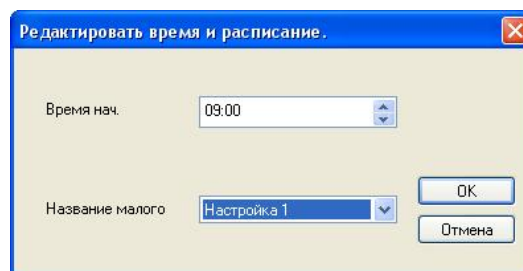 Редактировать время и расписание.
Время нач. 09:00
Название малого Настройка 1
OK
Отмена